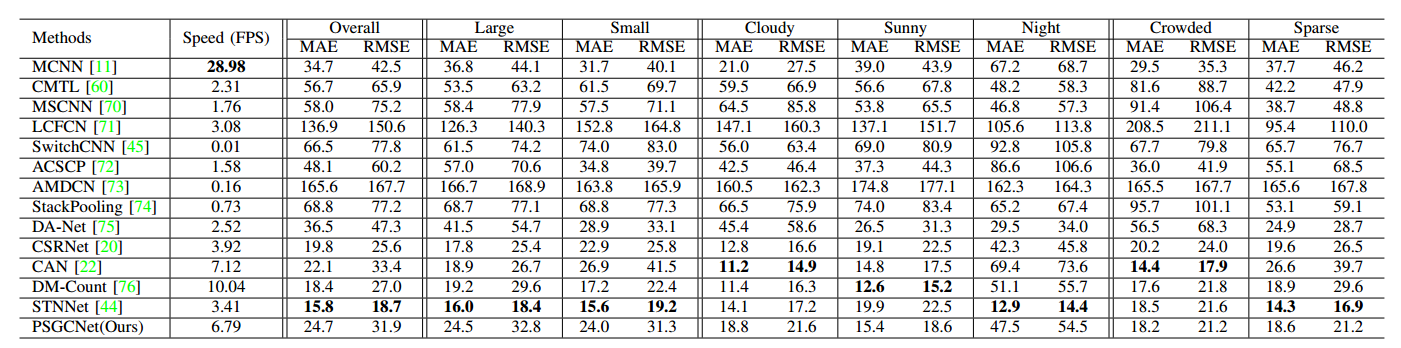 Methods Speed (FPS) Overall Large Small Cloudy Sunny Night Crowded Sparse
MAE RMSE MAE RMSE MAE RMSE MAE RMSE MAE RMSE MAE RMSE MAE RMSE MAE RMSE
MCNN [11] 28.98 34.7 42.5 36.8 44.1 31.7 40.1 21.0 27.5 39.0 43.9 67.2 68.7 29.5 35.3 37.7 46.2
CMTL [60] 2.31 56.7 65.9 53.5 63.2 61.5 69.7 59.5 66.9 56.6 67.8 48.2 58.3 81.6 88.7 42.2 47.9
MSCNN [70] 1.76 58.0 75.2 58.4 77.9 57.5 71.1 64.5 85.8 53.8 65.5 46.8 57.3 91.4 106.4 38.7 48.8
LCFCN [71] 3.08 136.9 150.6 126.3 140.3 152.8 164.8 147.1 160.3 137.1 151.7 105.6 113.8 208.5 211.1 95.4 110.0
SwitchCNN [45] 0.01 66.5 77.8 61.5 74.2 74.0 83.0 56.0 63.4 69.0 80.9 92.8 105.8 67.7 79.8 65.7 76.7
ACSCP [72] 1.58 48.1 60.2 57.0 70.6 34.8 39.7 42.5 46.4 37.3 44.3 86.6 106.6 36.0 41.9 55.1 68.5
AMDCN [73] 0.16 165.6 167.7 166.7 168.9 163.8 165.9 160.5 162.3 174.8 177.1 162.3 164.3 165.5 167.7 165.6 167.8
StackPooling [74] 0.73 68.8 77.2 68.7 77.1 68.8 77.3 66.5 75.9 74.0 83.4 65.2 67.4 95.7 101.1 53.1 59.1
DA-Net [75] 2.52 36.5 47.3 41.5 54.7 28.9 33.1 45.4 58.6 26.5 31.3 29.5 34.0 56.5 68.3 24.9 28.7
CSRNet [20] 3.92 19.8 25.6 17.8 25.4 22.9 25.8 12.8 16.6 19.1 22.5 42.3 45.8 20.2 24.0 19.6 26.5
CAN [22] 7.12 22.1 33.4 18.9 26.7 26.9 41.5 11.2 14.9 14.8 17.5 69.4 73.6 14.4 17.9 26.6 39.7
DM-Count [76] 10.04 18.4 27.0 19.2 29.6 17.2 22.4 11.4 16.3 12.6 15.2 51.1 55.7 17.6 21.8 18.9 29.6
STNNet [44] 3.41 15.8 18.7 16.0 18.4 15.6 19.2 14.1 17.2 19.9 22.5 12.9 14.4 18.5 21.6 14.3 16.9
PSGCNet(Ours) 6.79 24.7 31.9 24.5 32.8 24.0 31.3 18.8 21.6 15.4 18.6 47.5 54.5 18.2 21.2 18.6 21.2